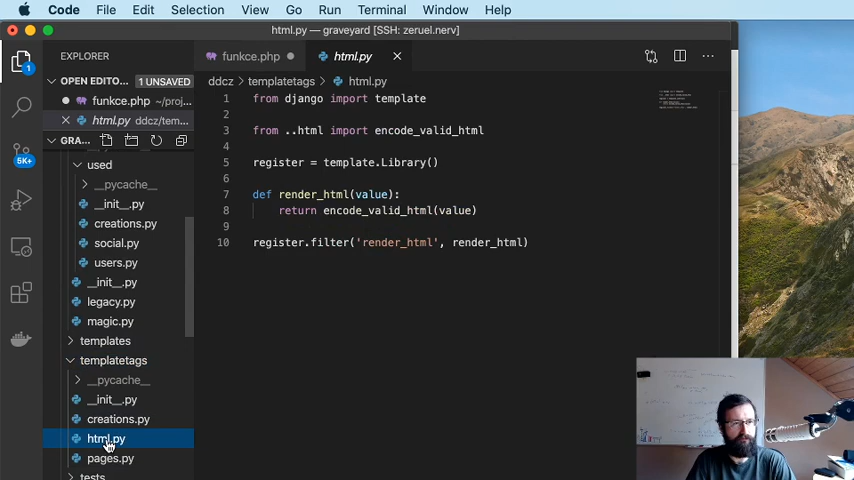 Code File Edit Selection View Go Run Terminal Window Help
html.py — graveyard [SSH: zeruel.nerv]
EXPLORER
funkce.php
html.py
OPEN EDITO...
1 UNSAVED
ddcz > templatetags > html.py
funkce.php ~/proj...
html.py ddcz/tem...
GRA...
5K+
1
used
__pycache__
__init__.py
creations.py
social.py
users.py
__init__.py
legacy.py
magic.py
templates
templatetags
__pycache__
__init__.py
creations.py
html.py
pages.py
tests
1 from django import template
2
3 from ..html import encode_valid_html
4
5 register = template.Library()
6
7 def render_html(value):
8 return encode_valid_html(value)
9
10 register.filter('render_html', render_html)